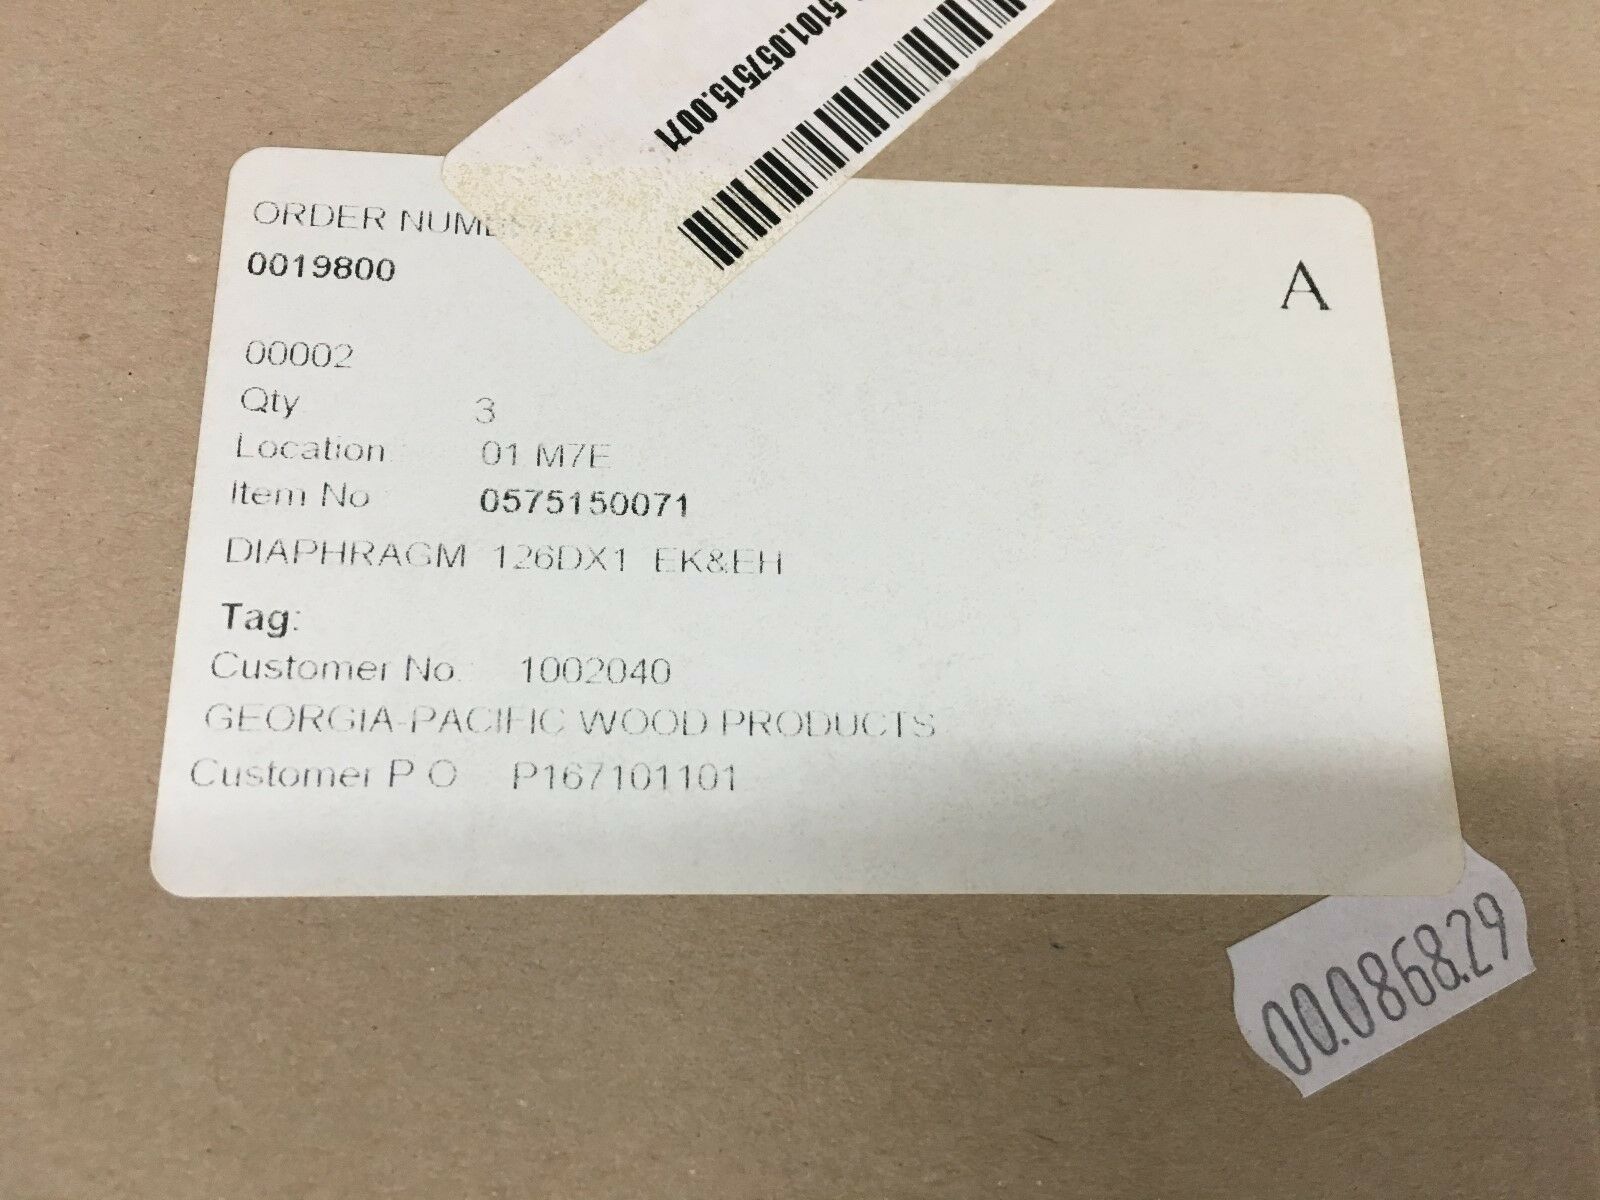 5101.057515.0071
ORDER NUMBER
0019800
A
00002
Qty 3
Location 01 M7E
Item No 0575150071
DIAPHRAGM 126DX1 EK&EH
Tag:
Customer No. 1002040
GEORGIA-PACIFIC WOOD PRODUCTS
Customer P O P167101101
00.0868.29